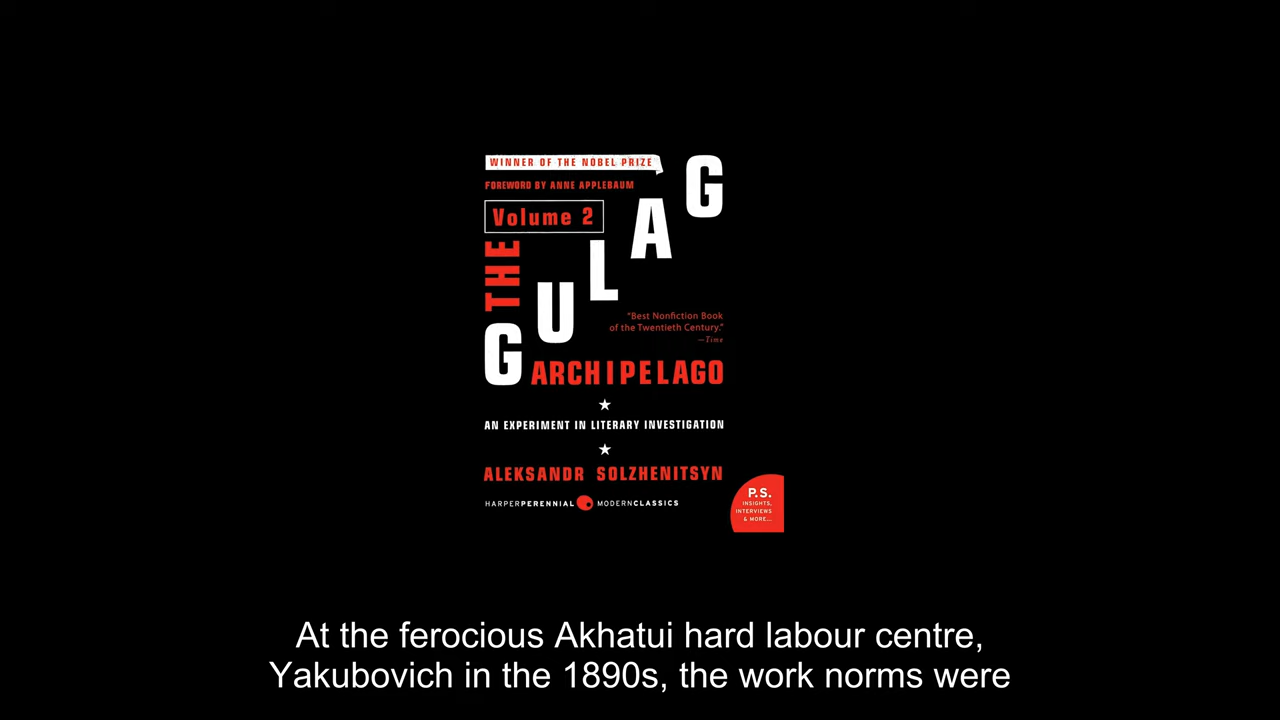 WINNER OF THE NOBEL PRIZE
FOREWORD BY ANNE APPLEBAUM
Volume 2
THE
GULAG
"Best Nonfiction Book
of the Twentieth Century."
—Time
ARCHIPELAGO
AN EXPERIMENT IN LITERARY INVESTIGATION
ALEKSANDR SOLZHENITSYN
HARPERPERENNIAL MODERNCLASSICS
P.S.
INSIGHTS,
INTERVIEWS
& MORE...
At the ferocious Akhatui hard labour centre,
Yakubovich in the 1890s, the work norms were